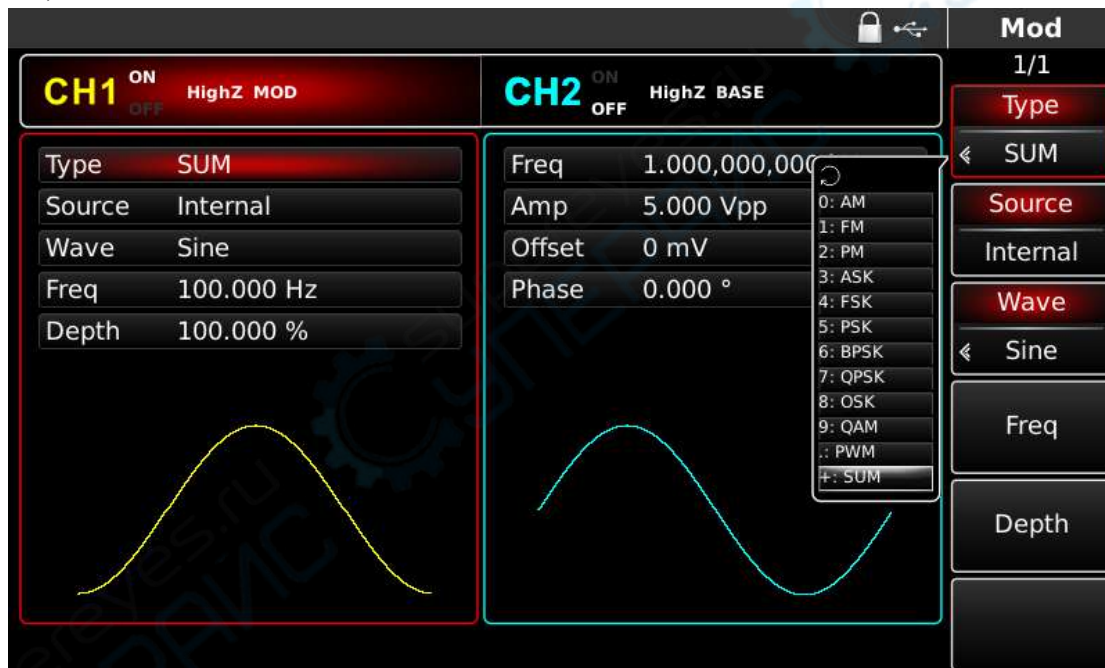 Mod
1/1
CH1 ON OFF HighZ MOD
CH2 ON OFF HighZ BASE
Type SUM
Source Internal
Wave Sine
Freq 100.000 Hz
Depth 100.000 %
Freq 1.000,000,000
Amp 5.000 Vpp
Offset 0 mV
Phase 0.000 °
0: AM
1: FM
2: PM
3: ASK
4: FSK
5: PSK
6: BPSK
7: QPSK
8: OSK
9: QAM
.: PWM
+: SUM
Type
SUM
Source
Internal
Wave
Sine
Freq
Depth